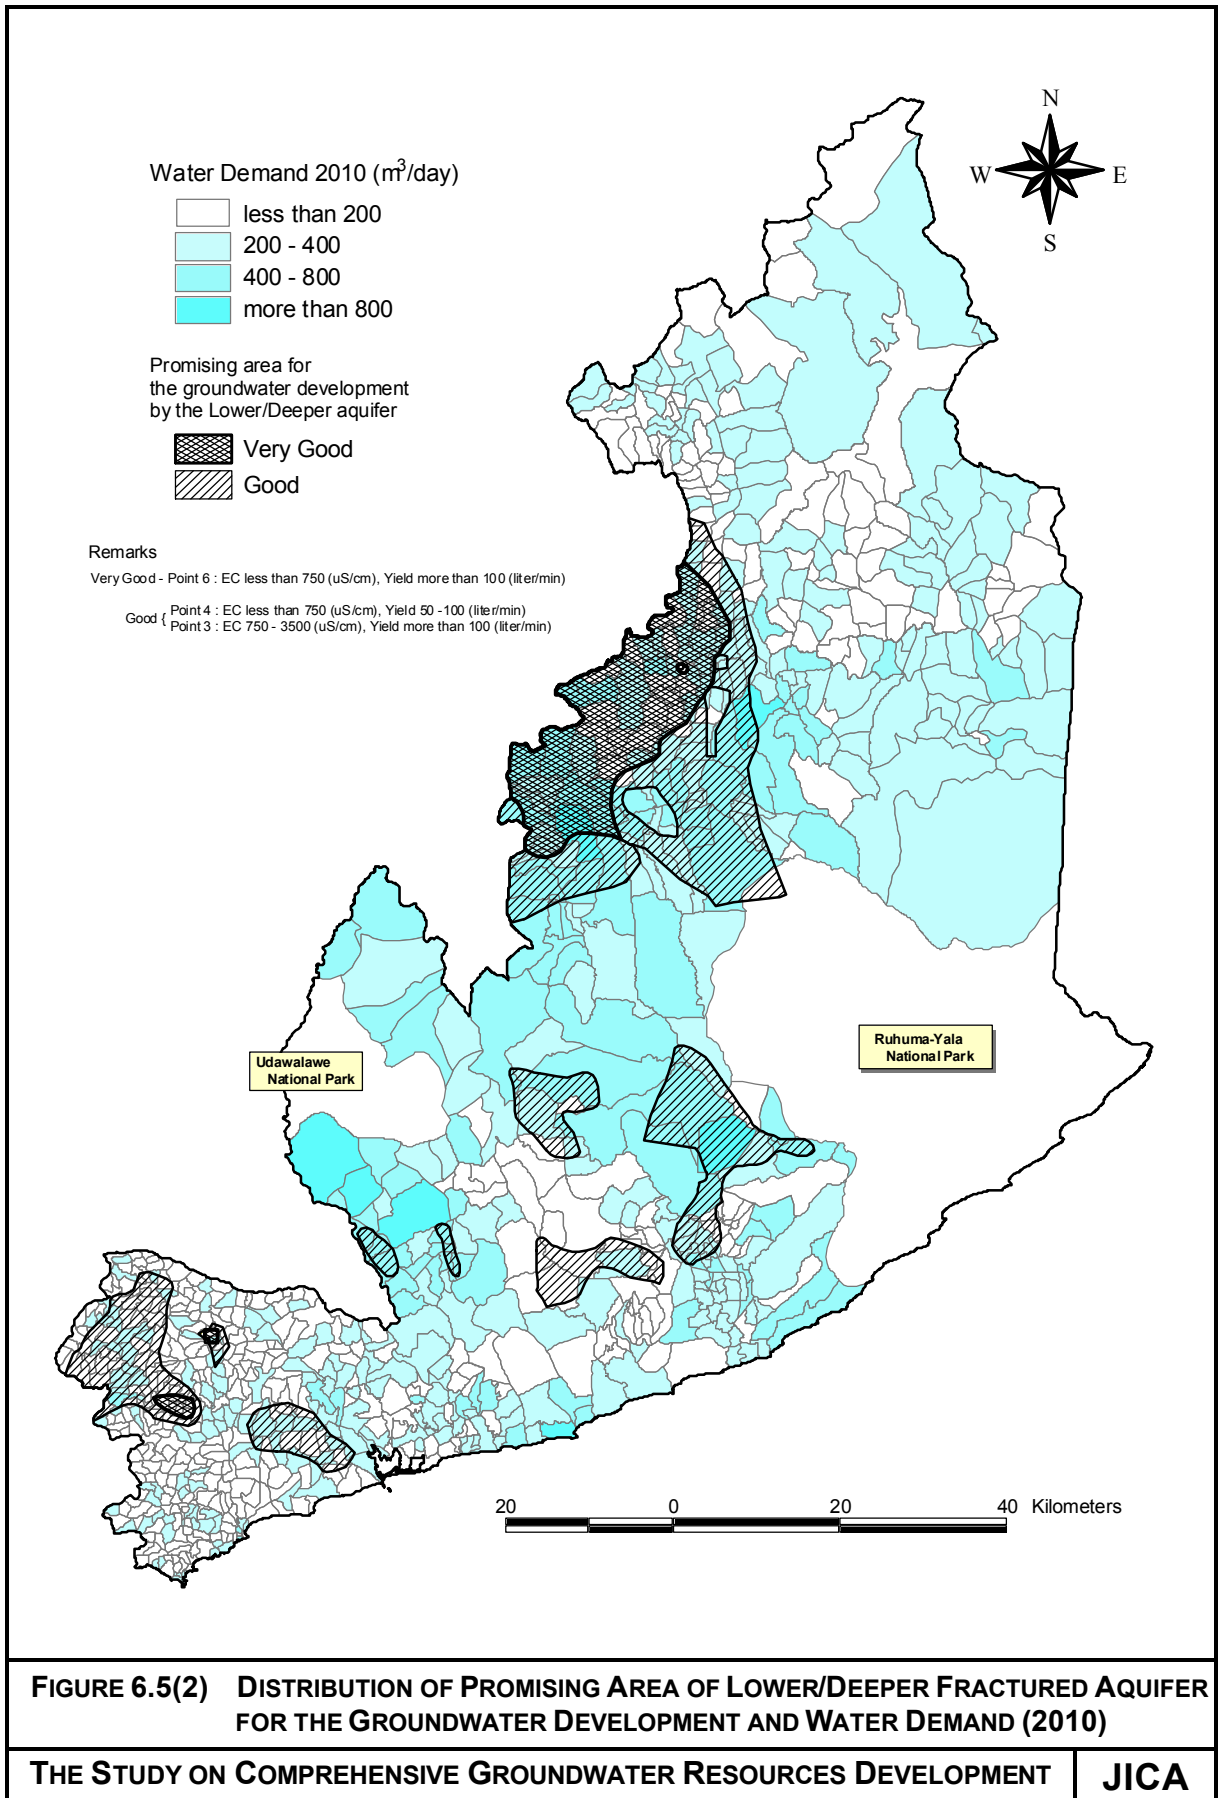 N
W E
S
Water Demand 2010 (m³/day)
less than 200
200 - 400
400 - 800
more than 800
Promising area for
the groundwater development
by the Lower/Deeper aquifer
Very Good
Good
Remarks
Very Good - Point 6 : EC less than 750 (uS/cm), Yield more than 100 (liter/min)
Good { Point 4 : EC less than 750 (uS/cm), Yield 50 -100 (liter/min)
Point 3 : EC 750 - 3500 (uS/cm), Yield more than 100 (liter/min)
Ruhuma-Yala
National Park
Udawalawe
National Park
20 0 20 40 Kilometers
FIGURE 6.5(2) DISTRIBUTION OF PROMISING AREA OF LOWER/DEEPER FRACTURED AQUIFER
FOR THE GROUNDWATER DEVELOPMENT AND WATER DEMAND (2010)
THE STUDY ON COMPREHENSIVE GROUNDWATER RESOURCES DEVELOPMENT JICA